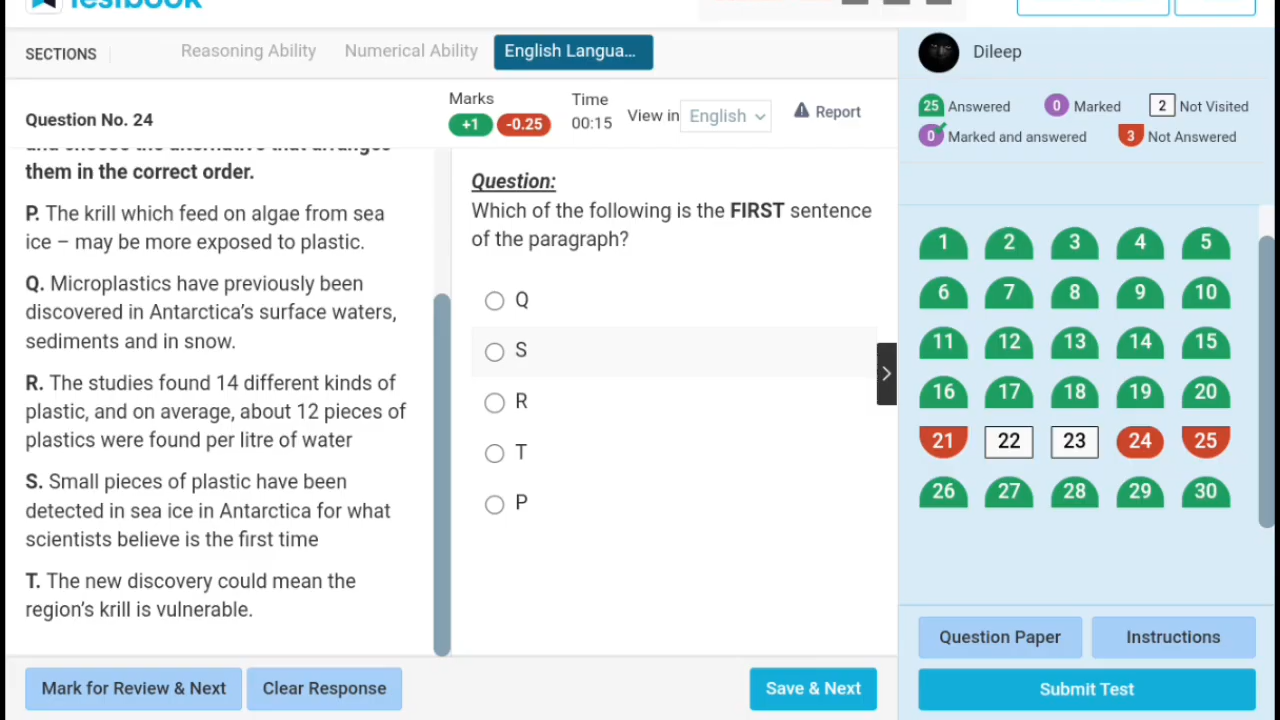 SECTIONS
Reasoning Ability
Numerical Ability
English Langua...
Dileep
25 Answered
0 Marked
2 Not Visited
0 Marked and answered
3 Not Answered
Question No. 24
Marks
+1 -0.25
Time
00:15
View in English
Report
them in the correct order.
P. The krill which feed on algae from sea
ice – may be more exposed to plastic.
Q. Microplastics have previously been
discovered in Antarctica's surface waters,
sediments and in snow.
R. The studies found 14 different kinds of
plastic, and on average, about 12 pieces of
plastics were found per litre of water
S. Small pieces of plastic have been
detected in sea ice in Antarctica for what
scientists believe is the first time
T. The new discovery could mean the
region's krill is vulnerable.
Question:
Which of the following is the FIRST sentence
of the paragraph?
Q
S
R
T
P
1 2 3 4 5
6 7 8 9 10
11 12 13 14 15
16 17 18 19 20
21 22 23 24 25
26 27 28 29 30
Mark for Review & Next
Clear Response
Save & Next
Question Paper
Instructions
Submit Test